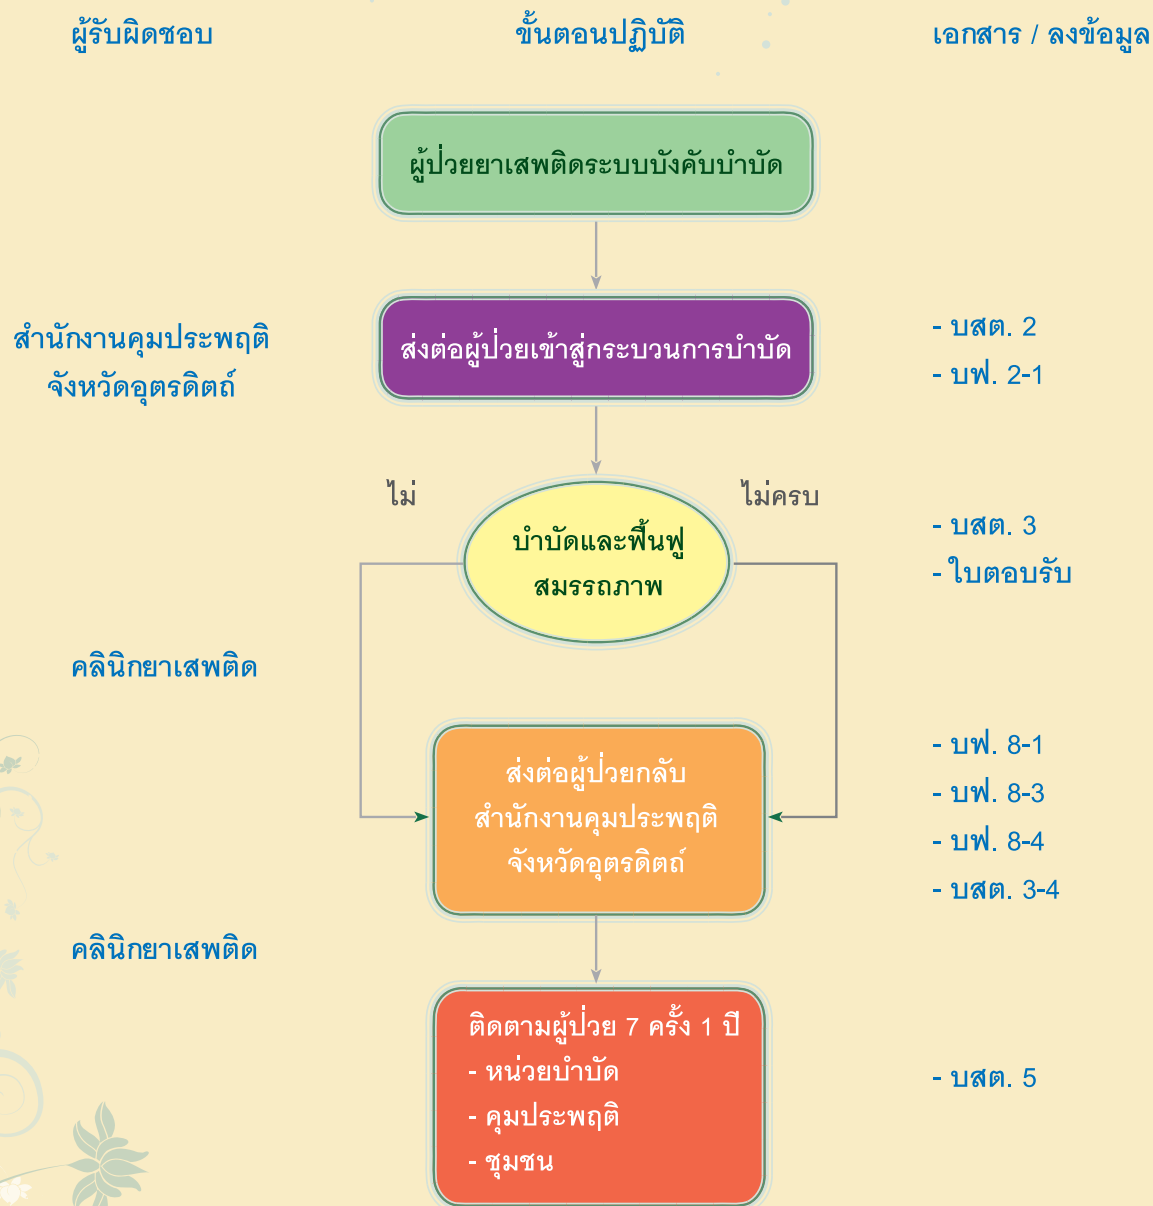 ผู้รับผิดชอบ
ขั้นตอนปฏิบัติ
เอกสาร / ลงข้อมูล
ผู้ป่วยยาเสพติดระบบบังคับบำบัด
สำนักงานคุมประพฤติ
จังหวัดอุตรดิตถ์
ส่งต่อผู้ป่วยเข้าสู่กระบวนการบำบัด
- บสต. 2
- บฟ. 2-1
ไม่
ไม่ครบ
บำบัดและฟื้นฟู
สมรรถภาพ
- บสต. 3
- ใบตอบรับ
คลินิกยาเสพติด
ส่งต่อผู้ป่วยกลับ
สำนักงานคุมประพฤติ
จังหวัดอุตรดิตถ์
- บฟ. 8-1
- บฟ. 8-3
- บฟ. 8-4
- บสต. 3-4
คลินิกยาเสพติด
ติดตามผู้ป่วย 7 ครั้ง 1 ปี
- หน่วยบำบัด
- คุมประพฤติ
- ชุมชน
- บสต. 5